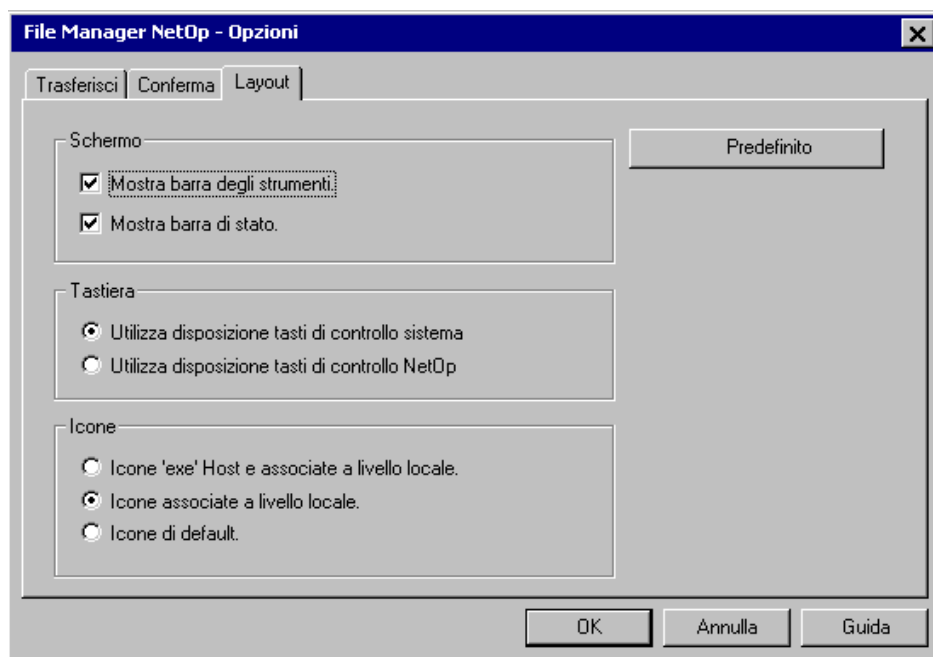 File Manager NetOp - Opzioni
Trasferisci Conferma Layout
Schermo
Predefinito
Mostra barra degli strumenti.
Mostra barra di stato.
Tastiera
Utilizza disposizione tasti di controllo sistema
Utilizza disposizione tasti di controllo NetOp
Icone
Icone 'exe' Host e associate a livello locale.
Icone associate a livello locale.
Icone di default.
OK Annulla Guida